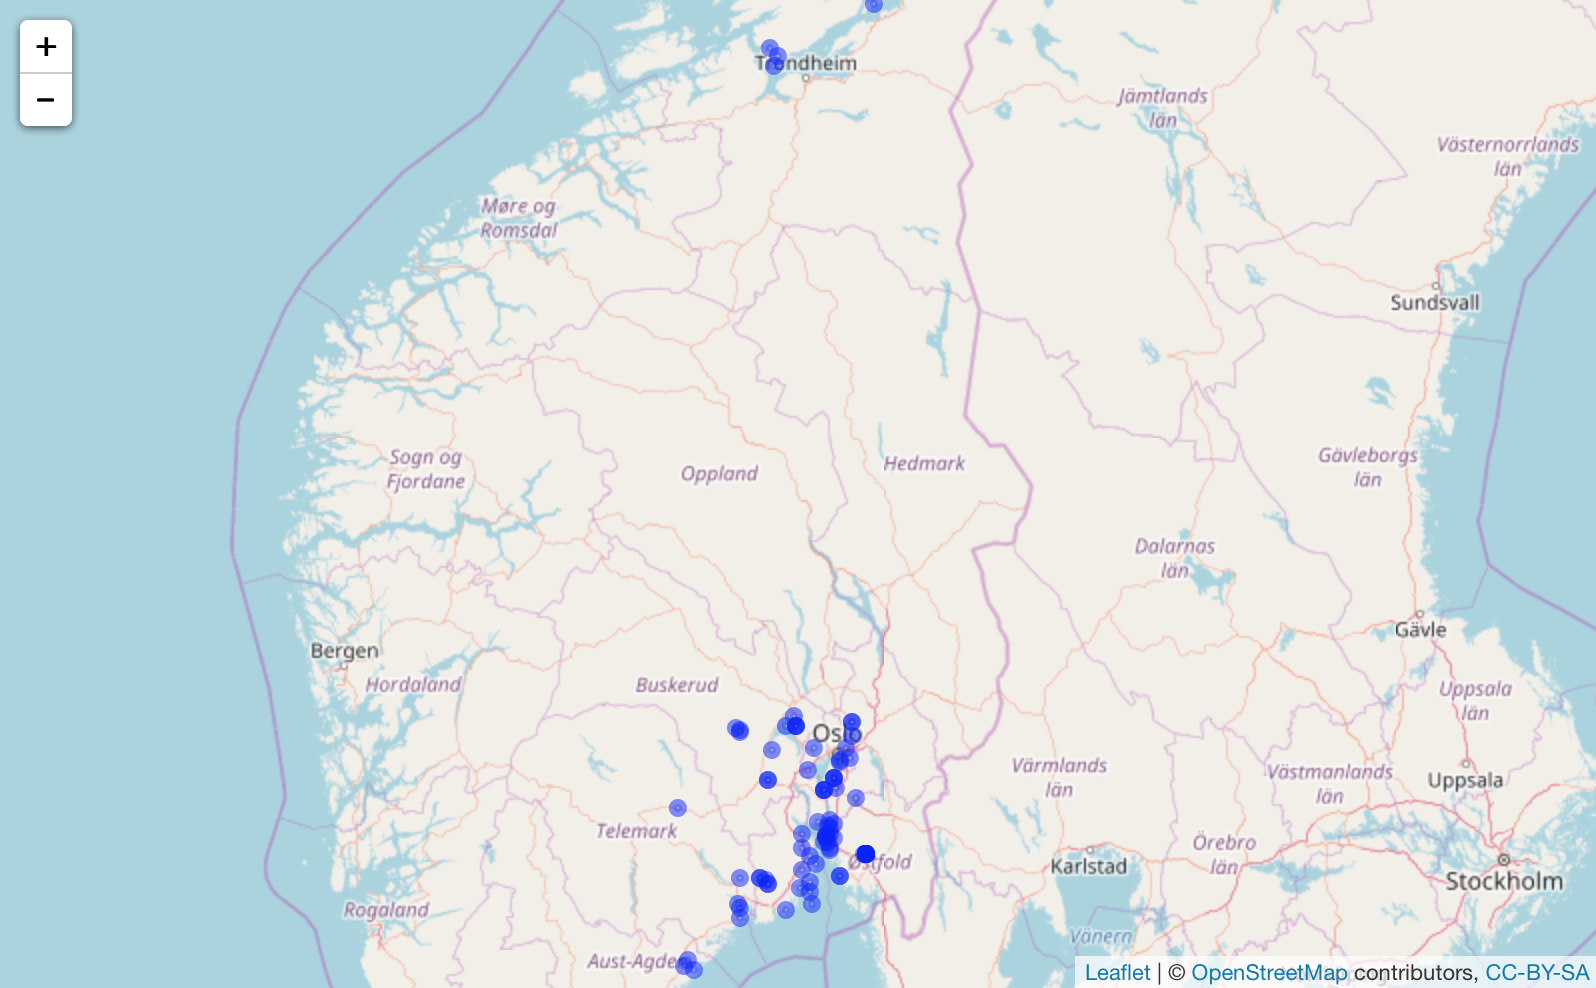 +
−
Trondheim
Jämtlands
län
Västernorrlands
län
Møre og
Romsdal
Sundsvall
Sogn og
Fjordane
Oppland
Hedmark
Gävleborgs
län
Dalarnas
län
Gävle
Bergen
Hordaland
Buskerud
Uppsala
län
Oslo
Värmlands
län
Västmanlands
län
Uppsala
Telemark
Østfold
Karlstad
Örebro
län
Stockholm
Rogaland
Vänern
Aust-Agder
Leaflet | © OpenStreetMap contributors, CC-BY-SA